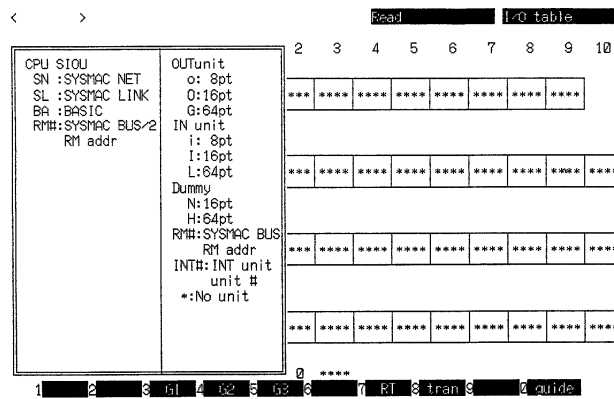 < > Read I/O table
2 3 4 5 6 7 8 9 10
CPU SIOU OUTunit
SN :SYSMAC NET o: 8pt
SL :SYSMAC LINK O:16pt *** **** **** **** **** **** **** ****
BA :BASIC G:64pt
RM#:SYSMAC BUS/2 IN unit
RM addr i: 8pt
I:16pt
L:64pt *** **** **** **** **** **** **** **** ****
Dummy
N:16pt
H:64pt
RM#:SYSMAC BUS
RM addr *** **** **** **** **** **** **** **** ****
INT#:INT unit
unit #
*:No unit
*** **** **** **** **** **** **** **** ****
0 ****
1 2 3 G1 4 G2 5 G3 6 7 RT 8 tran 9 0 guide